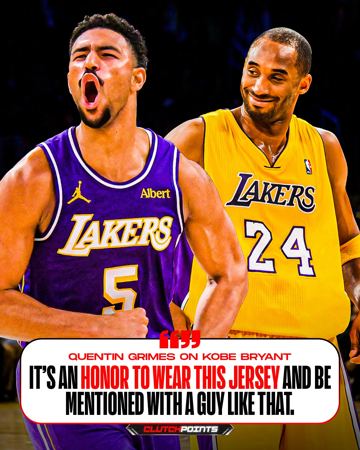 Albert
LAKERS
5
LAKERS
24
QUENTIN GRIMES ON KOBE BRYANT
IT'S AN HONOR TO WEAR THIS JERSEY AND BE
MENTIONED WITH A GUY LIKE THAT.
CLUTCHPOINTS